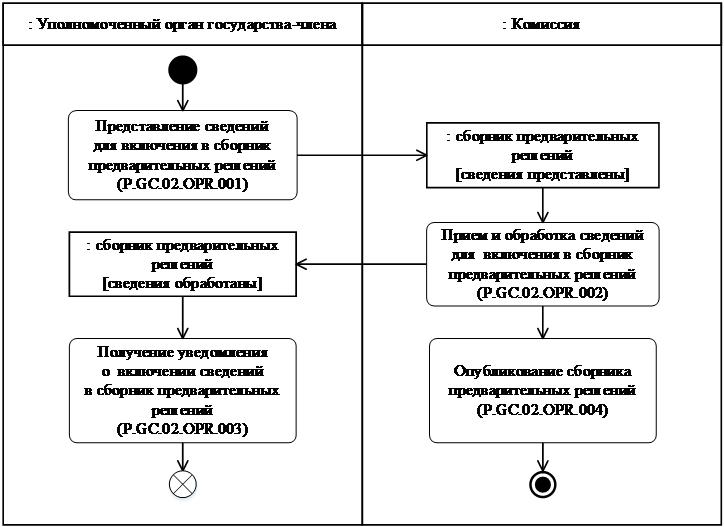 : Уполномоченный орган государства-члена
: Комиссия
Представление сведений
для включения в сборник
предварительных решений
(P.GC.02.OPR.001)
: сборник предварительных
решений
[сведения представлены]
Прием и обработка сведений
для включения в сборник
предварительных решений
(P.GC.02.OPR.002)
: сборник предварительных
решений
[сведения обработаны]
Получение уведомления
о включении сведений
в сборник предварительных
решений
(P.GC.02.OPR.003)
Опубликование сборника
предварительных решений
(P.GC.02.OPR.004)